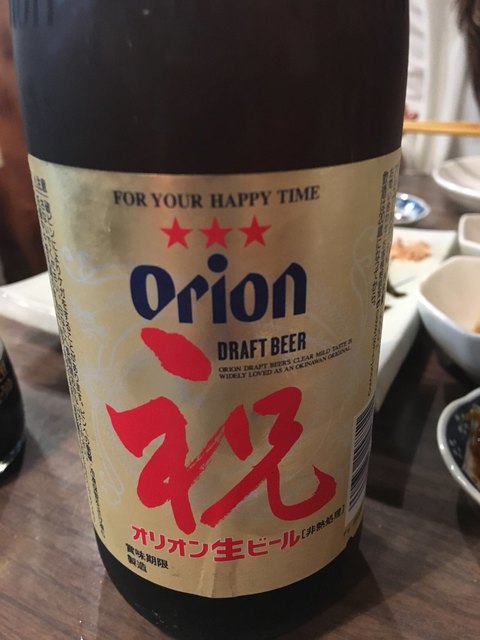 FOR YOUR HAPPY TIME
orion
DRAFT BEER
ORION DRAFT BEER'S CLEAR MILD TASTE IS
WIDELY LOVED AS AN OKINAWAN ORIGINAL.
祝
オリオン生ビール[非熱処理]
賞味期限
製造